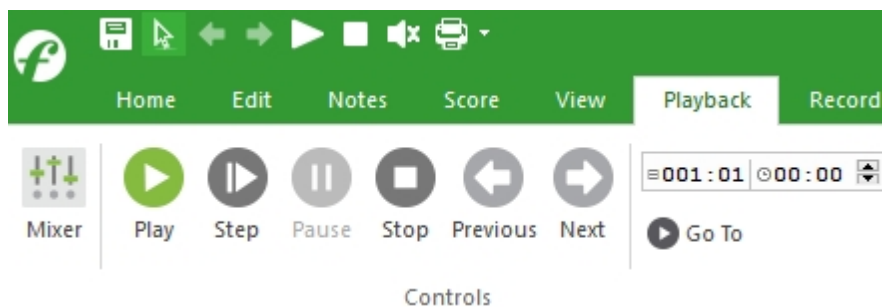 Home Edit Notes Score View Playback Record
001:01 00:00
Mixer Play Step Pause Stop Previous Next
Go To
Controls